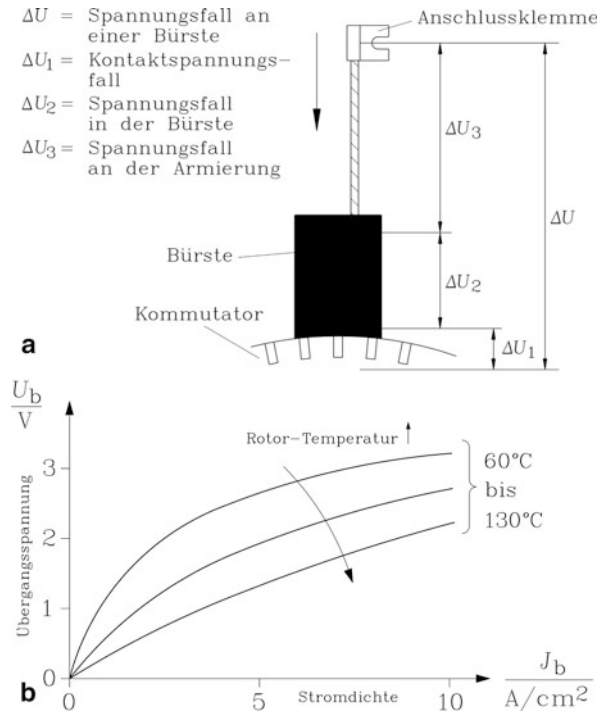 ΔU = Spannungsfall an
einer Bürste
ΔU₁ = Kontaktspannungs-
fall
ΔU₂ = Spannungsfall
in der Bürste
ΔU₃ = Spannungsfall
an der Armierung
Anschlussklemme
ΔU₃
ΔU
Bürste
ΔU₂
Kommutator
ΔU₁
a
U_b
V
Rotor-Temperatur
60°C
bis
130°C
Übergangsspannung
3
2
1
0
b
0
5
Stromdichte
10
J_b
A/cm²